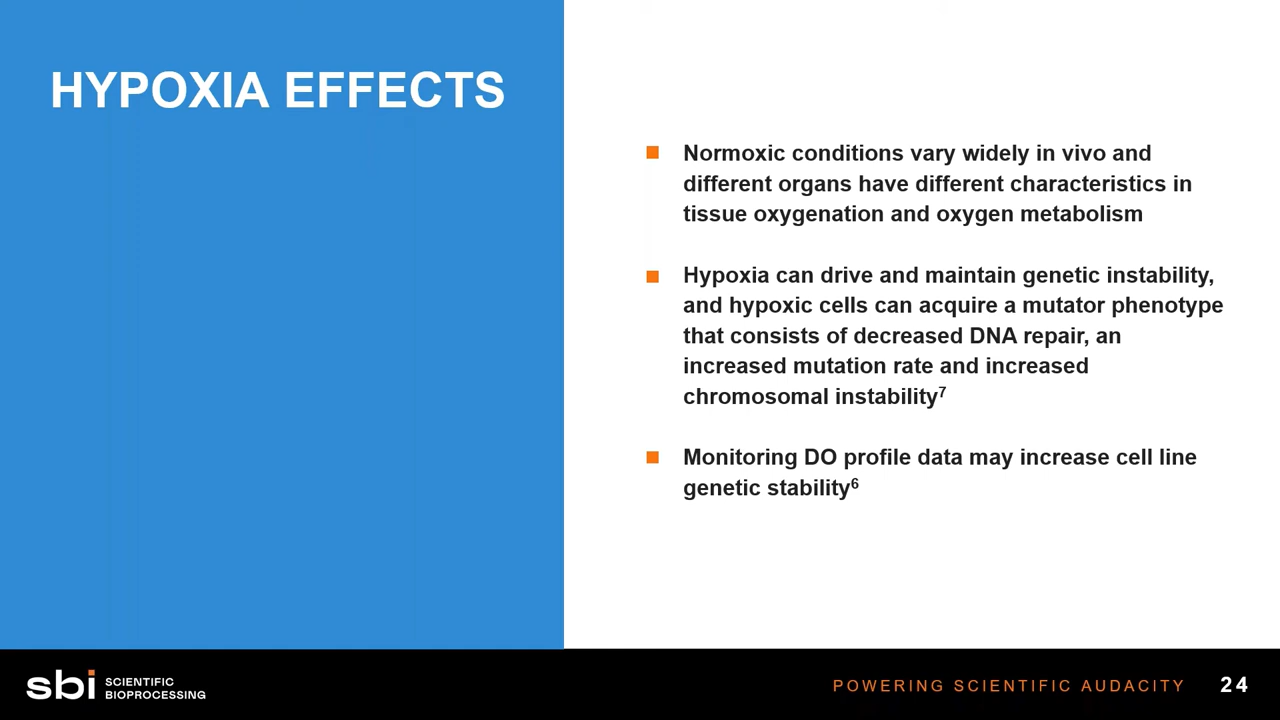 HYPOXIA EFFECTS
Normoxic conditions vary widely in vivo and
different organs have different characteristics in
tissue oxygenation and oxygen metabolism
Hypoxia can drive and maintain genetic instability,
and hypoxic cells can acquire a mutator phenotype
that consists of decreased DNA repair, an
increased mutation rate and increased
chromosomal instability⁷
Monitoring DO profile data may increase cell line
genetic stability⁶
sbi SCIENTIFIC
BIOPROCESSING
POWERING SCIENTIFIC AUDACITY 24